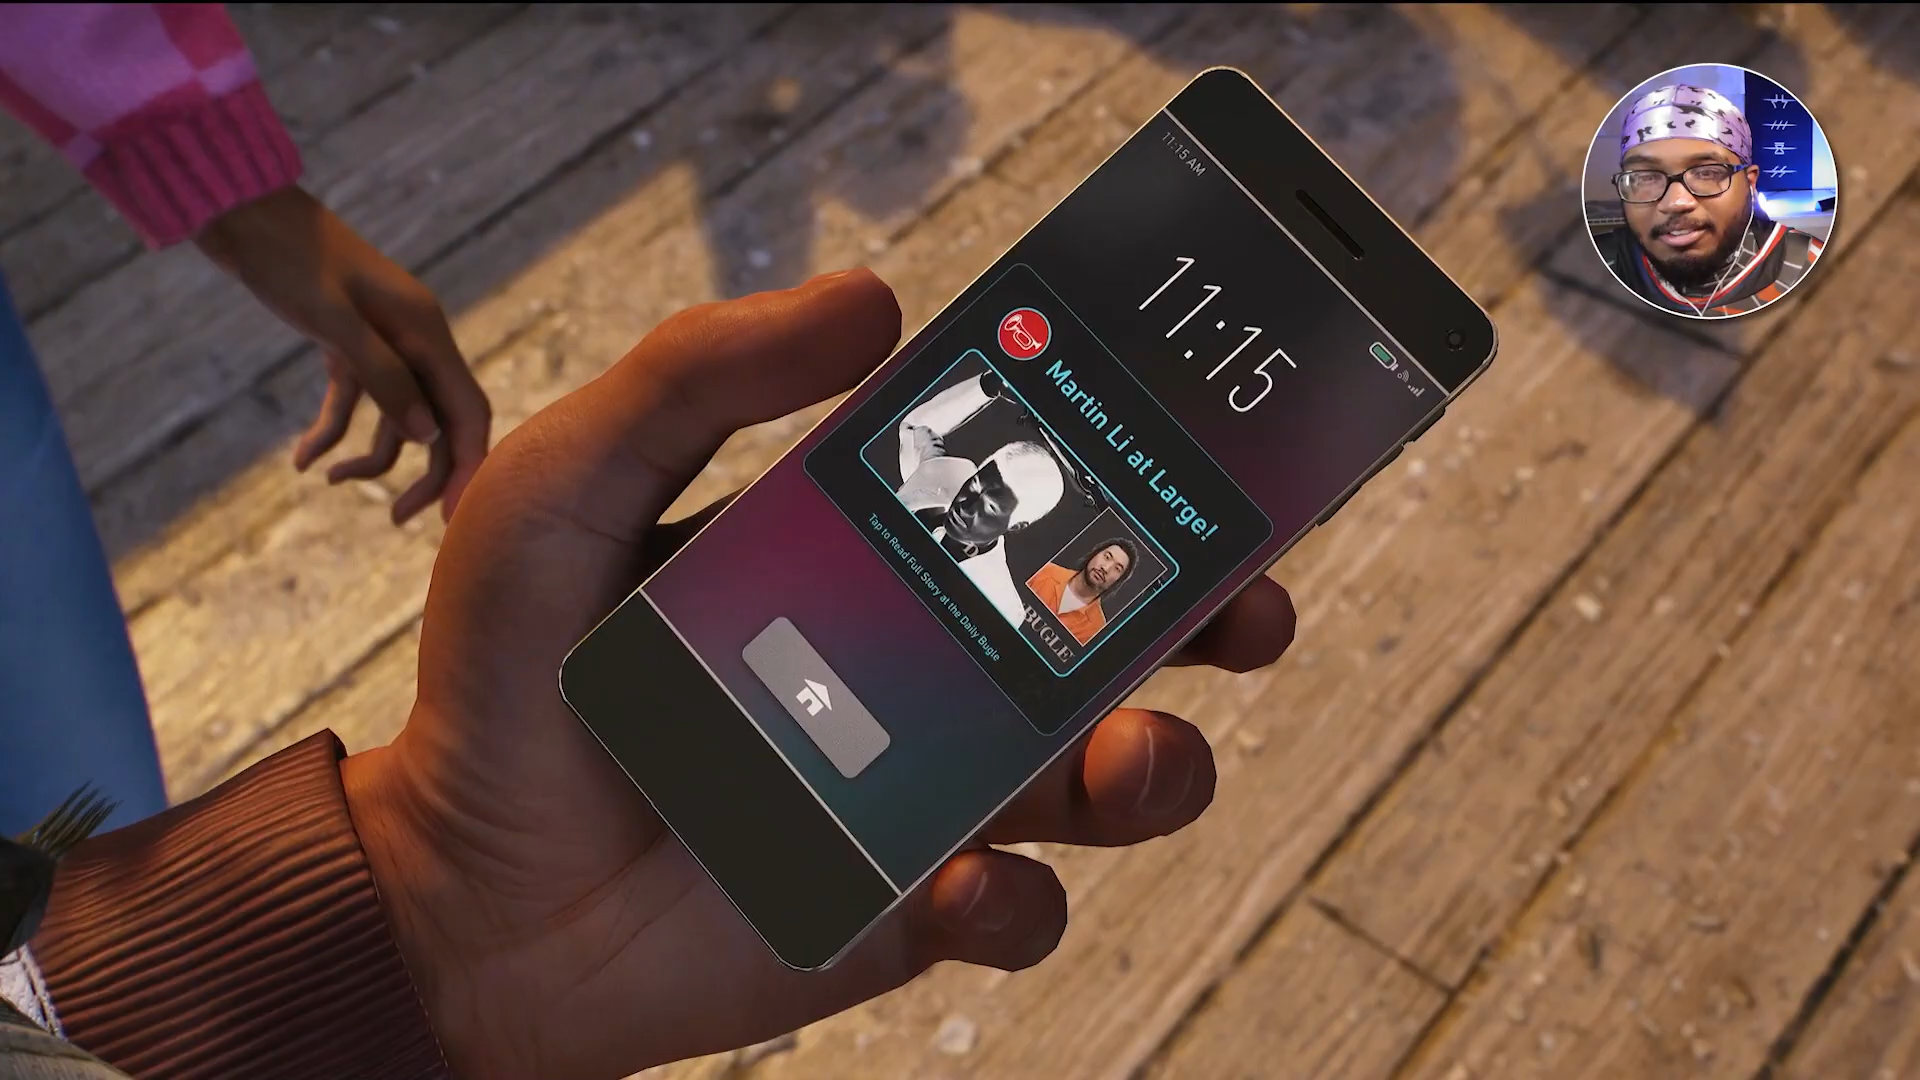 11:15 AM
11:15
Martin Li at Large!
BUGLE
Tap to Read Full Story at the Daily Bugle